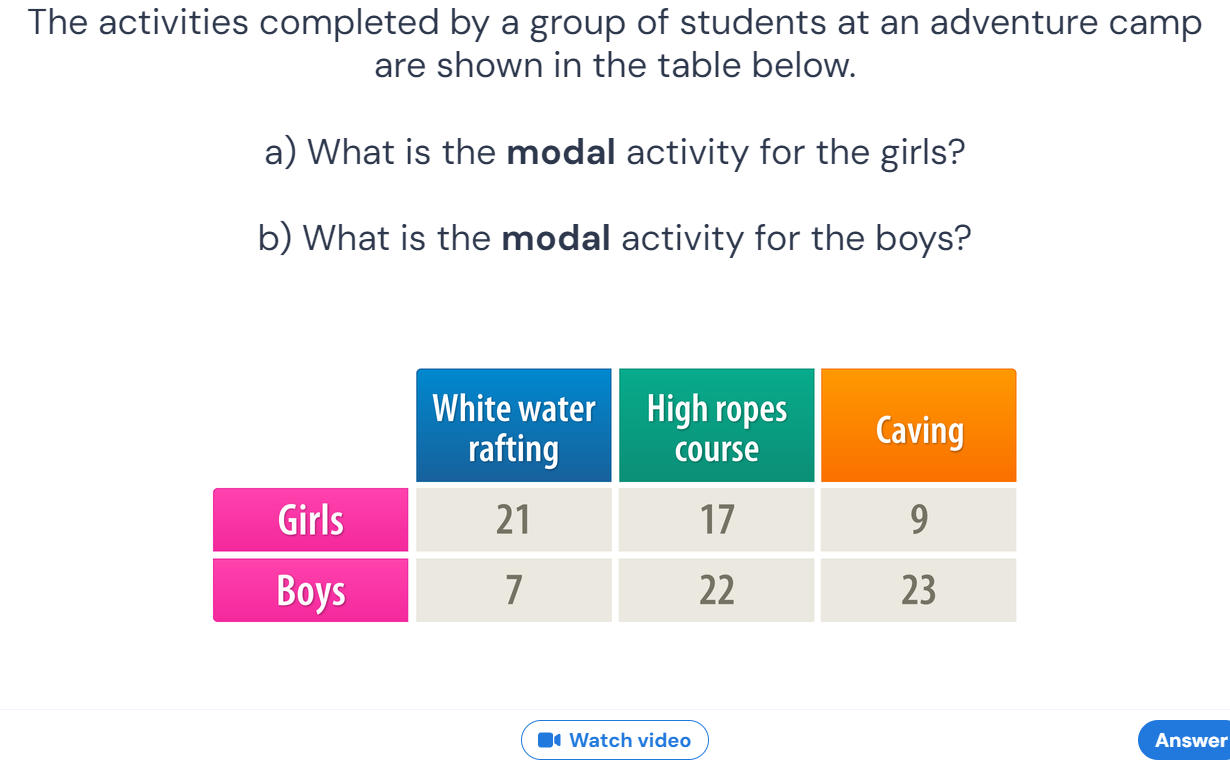 The activities completed by a group of students at an adventure camp
are shown in the table below.
a) What is the modal activity for the girls?
b) What is the modal activity for the boys?
White water
rafting
High ropes
course
Caving
Girls 21 17 9
Boys 7 22 23
Watch video
Answer